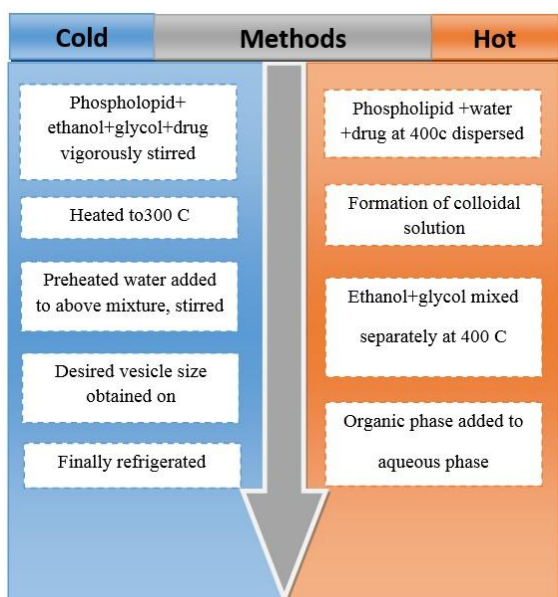 Cold
Methods
Hot
Phospholopid+
ethanol+glycol+drug
vigorously stirred
Heated to300 C
Preheated water added
to above mixture, stirred
Desired vesicle size
obtained on
Finally refrigerated
Phospholipid +water
+drug at 400c dispersed
Formation of colloidal
solution
Ethanol+glycol mixed
separately at 400 C
Organic phase added to
aqueous phase